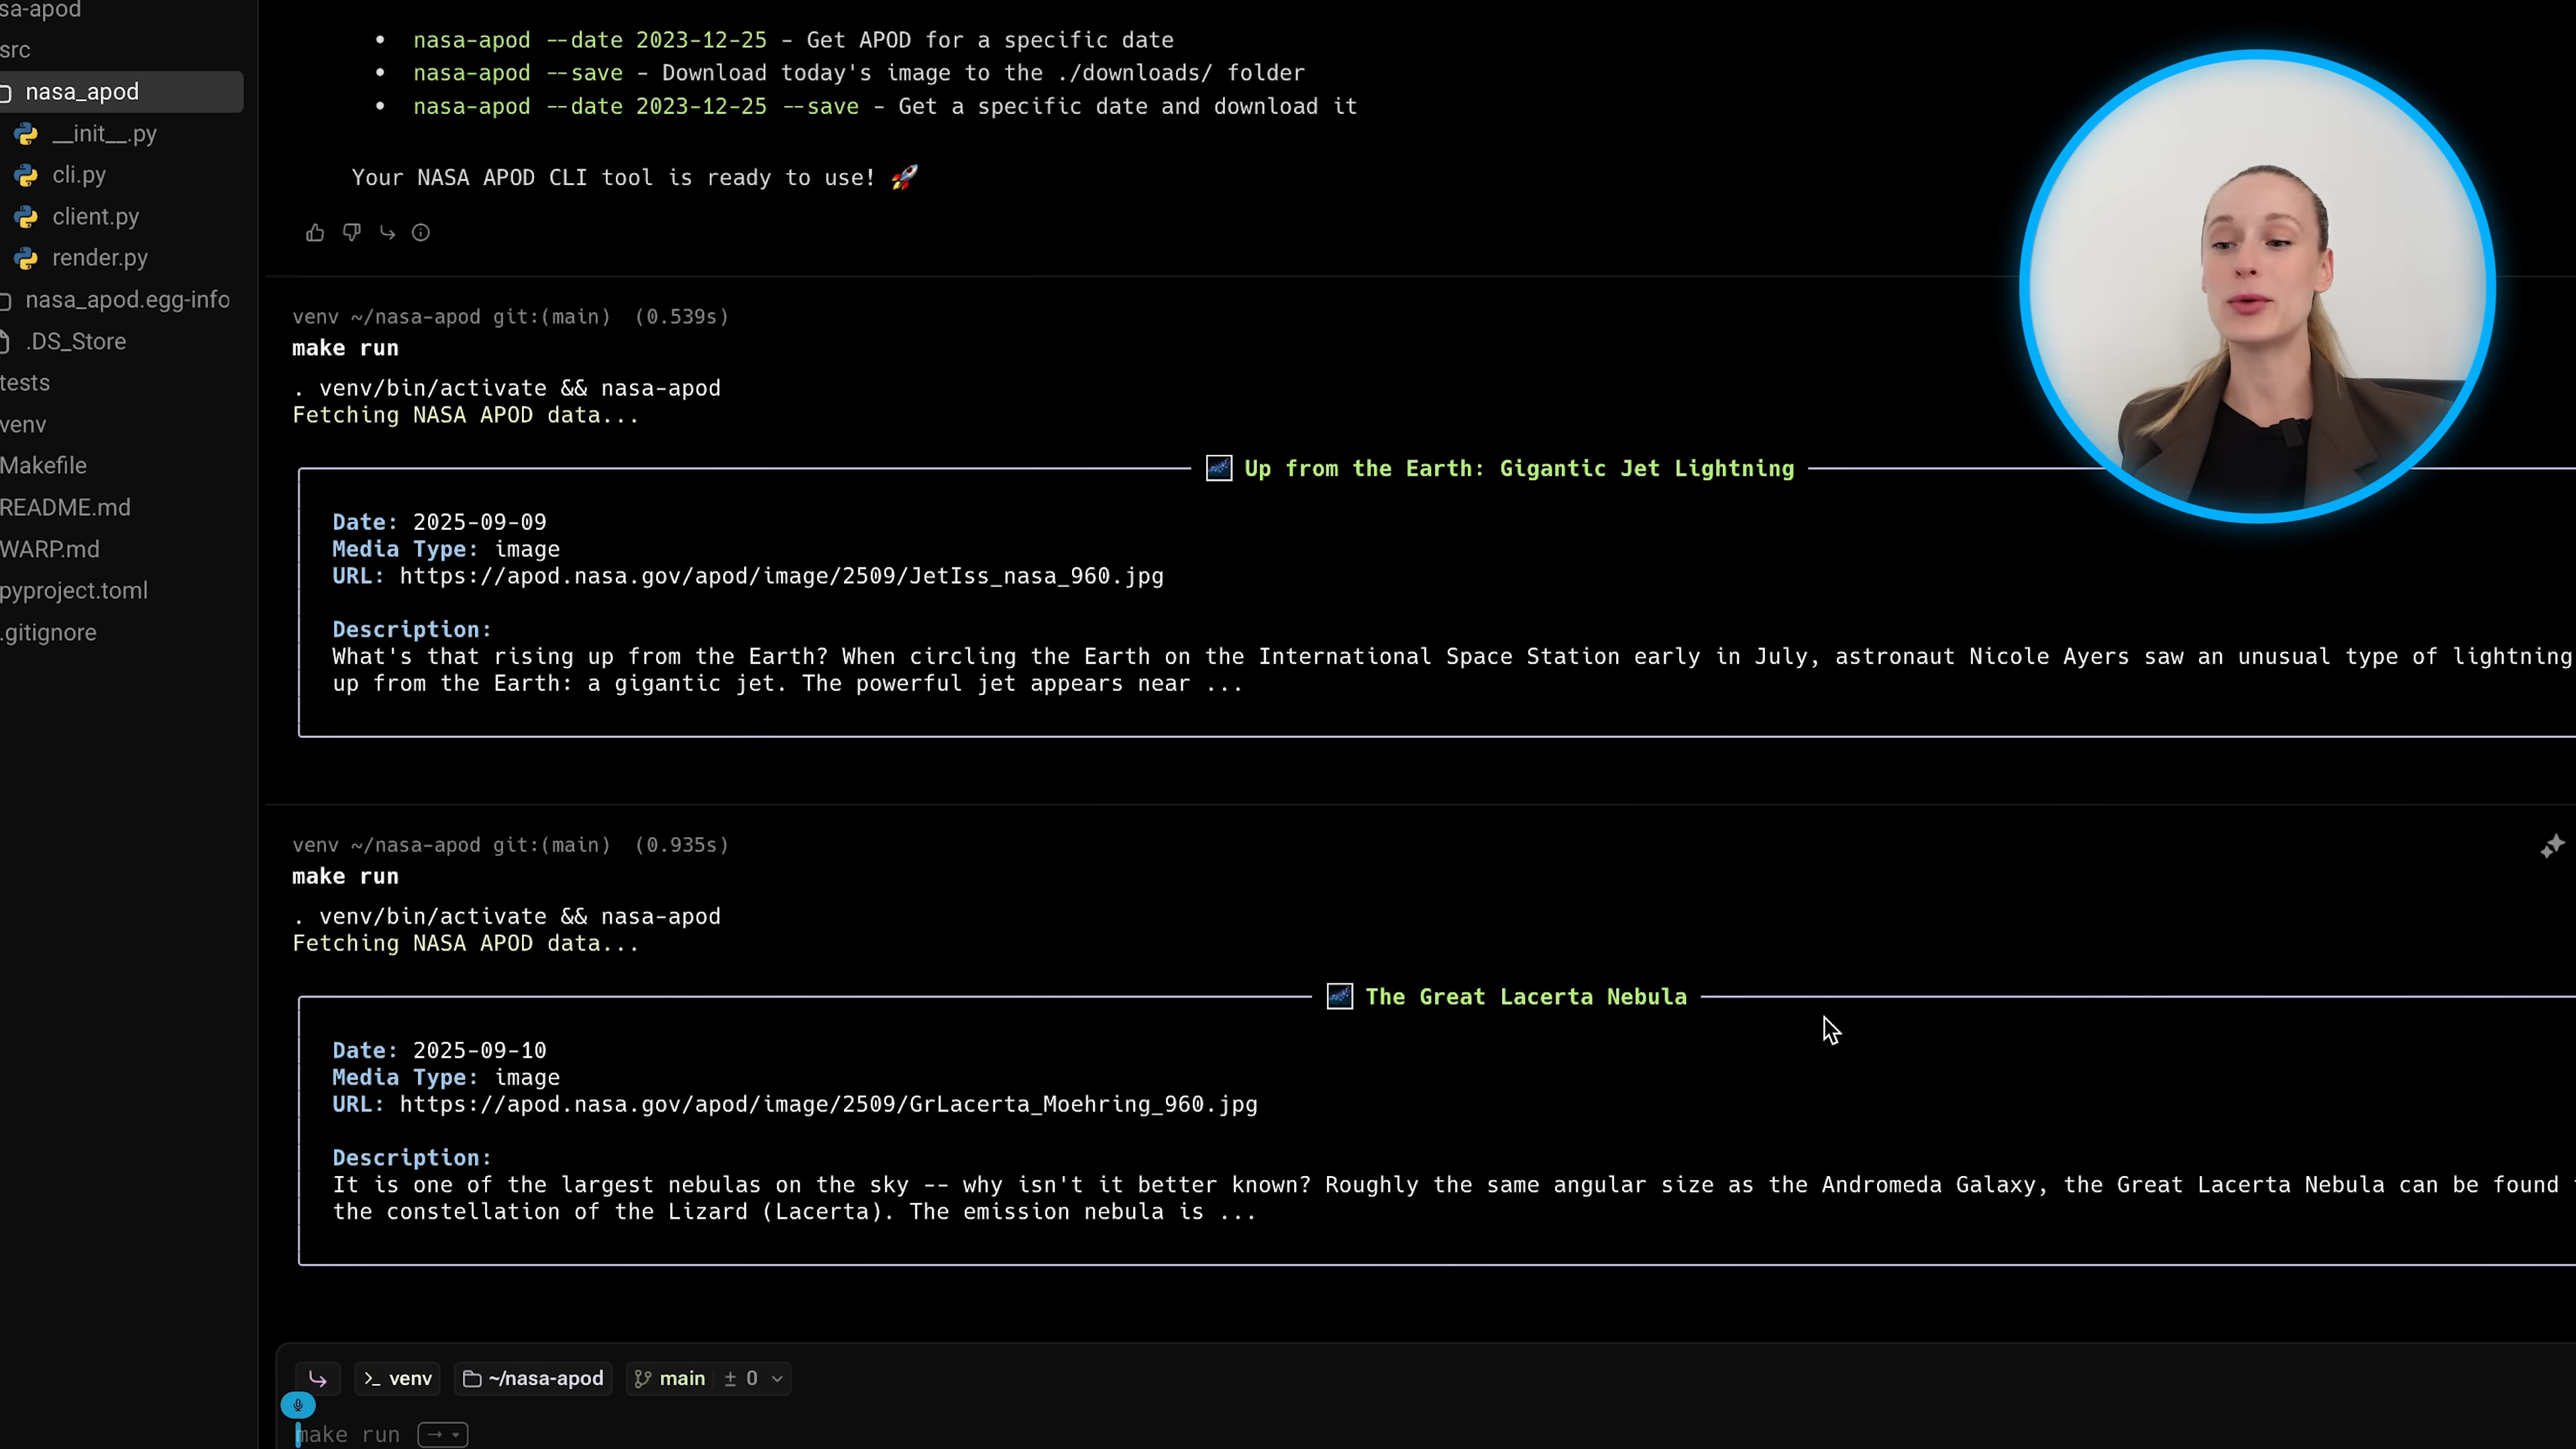 sa-apod
src
nasa_apod
__init__.py
cli.py
client.py
render.py
nasa_apod.egg-info
.DS_Store
tests
venv
Makefile
README.md
WARP.md
pyproject.toml
.gitignore
• nasa-apod --date 2023-12-25 - Get APOD for a specific date
• nasa-apod --save - Download today's image to the ./downloads/ folder
• nasa-apod --date 2023-12-25 --save - Get a specific date and download it
Your NASA APOD CLI tool is ready to use! 🚀
venv ~/nasa-apod git:(main) (0.539s)
make run
. venv/bin/activate && nasa-apod
Fetching NASA APOD data...
Up from the Earth: Gigantic Jet Lightning
Date: 2025-09-09
Media Type: image
URL: https://apod.nasa.gov/apod/image/2509/JetIss_nasa_960.jpg
Description:
What's that rising up from the Earth? When circling the Earth on the International Space Station early in July, astronaut Nicole Ayers saw an unusual type of lightning
up from the Earth: a gigantic jet. The powerful jet appears near ...
venv ~/nasa-apod git:(main) (0.935s)
make run
. venv/bin/activate && nasa-apod
Fetching NASA APOD data...
The Great Lacerta Nebula
Date: 2025-09-10
Media Type: image
URL: https://apod.nasa.gov/apod/image/2509/GrLacerta_Moehring_960.jpg
Description:
It is one of the largest nebulas on the sky -- why isn't it better known? Roughly the same angular size as the Andromeda Galaxy, the Great Lacerta Nebula can be found
the constellation of the Lizard (Lacerta). The emission nebula is ...
>_ venv ~/nasa-apod main ± 0
make run